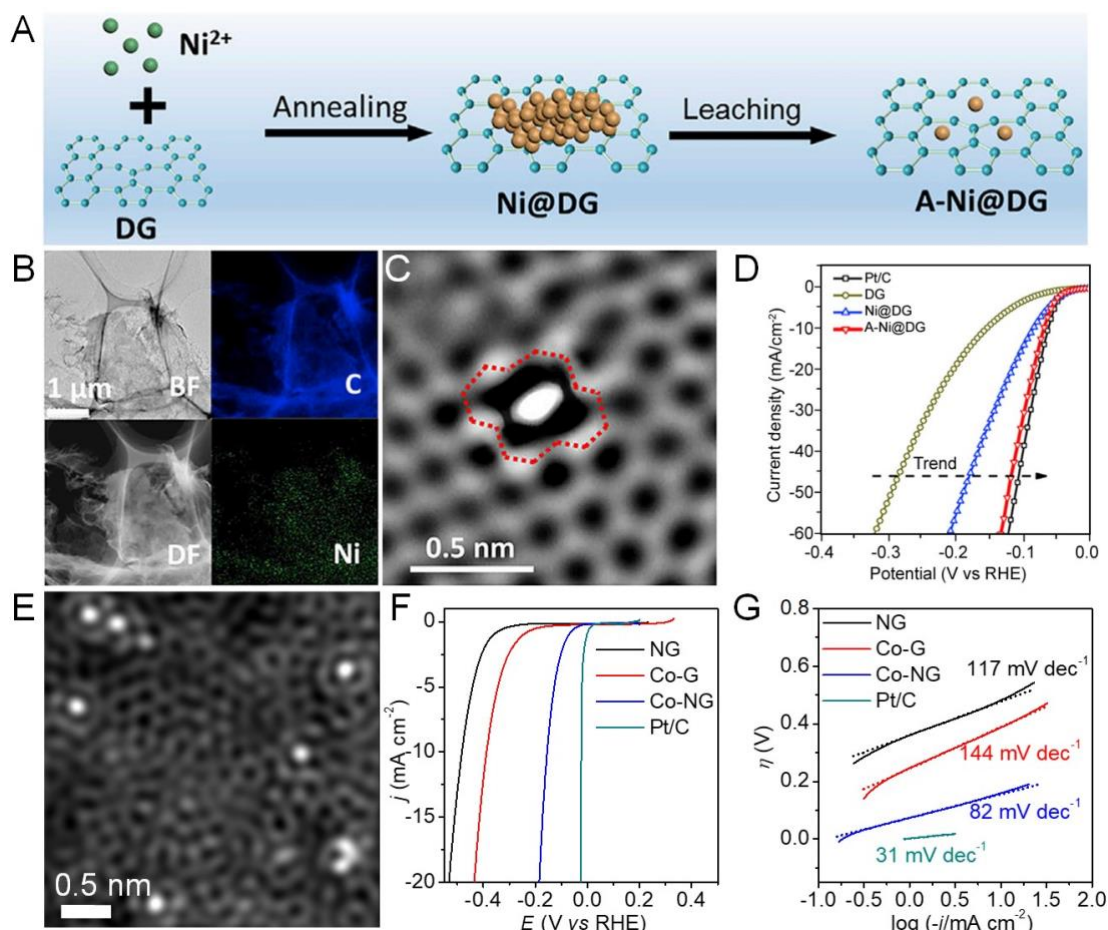 A
Ni²⁺
+
DG
Annealing
Ni@DG
Leaching
A-Ni@DG
B
1 μm
BF
C
DF
Ni
C
0.5 nm
D
Pt/C
DG
Ni@DG
A-Ni@DG
Trend
Current density (mA/cm⁻²)
0
-10
-20
-30
-40
-50
-60
-0.4
-0.3
-0.2
-0.1
0.0
Potential (V vs RHE)
E
0.5 nm
F
NG
Co-G
Co-NG
Pt/C
j (mA cm⁻²)
0
-5
-10
-15
-20
-0.4
-0.2
0.0
0.2
0.4
E (V vs RHE)
G
NG
Co-G
Co-NG
Pt/C
117 mV dec⁻¹
144 mV dec⁻¹
82 mV dec⁻¹
31 mV dec⁻¹
η (V)
0.8
0.6
0.4
0.2
0.0
-1.0
-0.5
0.0
0.5
1.0
1.5
2.0
log (-j/mA cm⁻²)